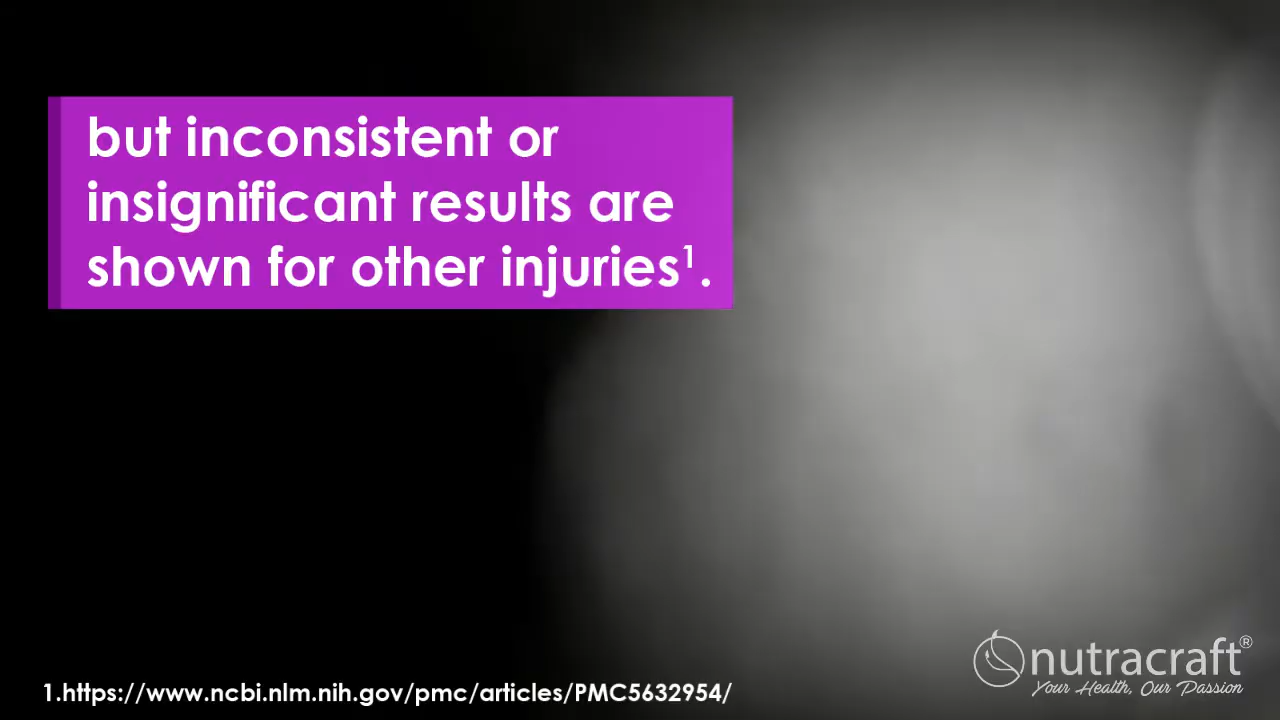 but inconsistent or
insignificant results are
shown for other injuries¹.
nutracraft®
Your Health, Our Passion
1.https://www.ncbi.nlm.nih.gov/pmc/articles/PMC5632954/